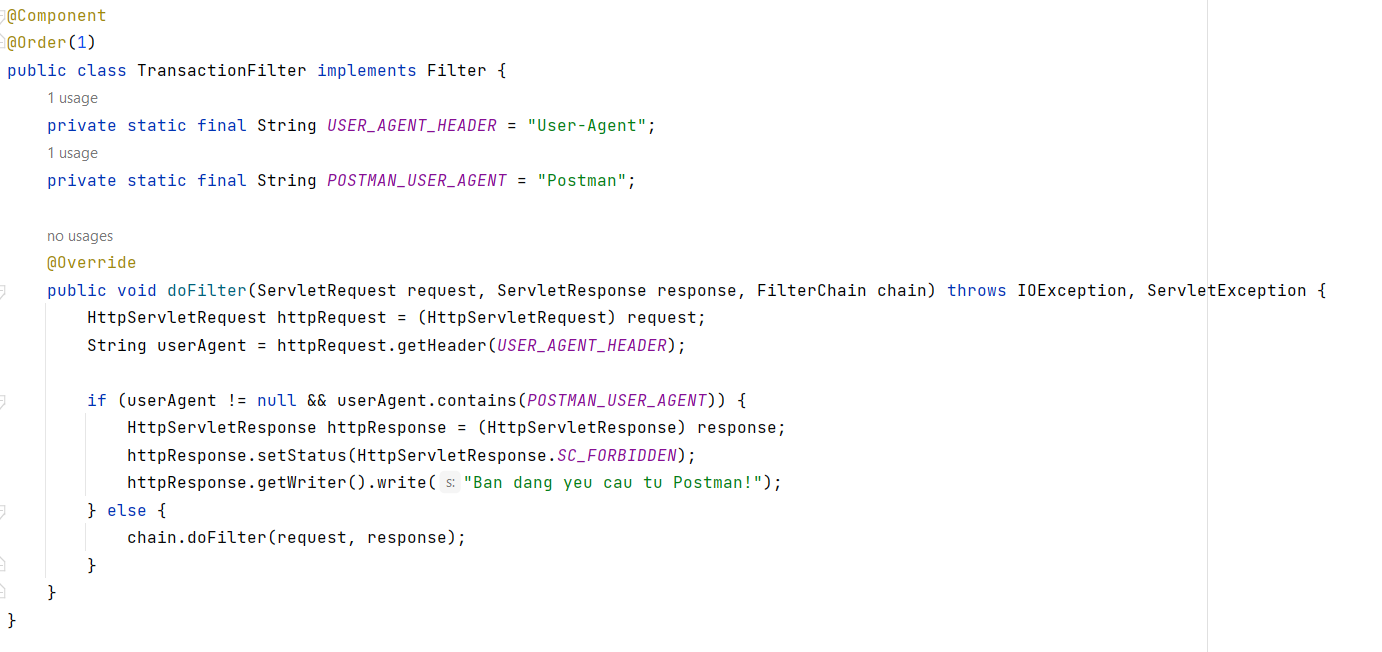 @Component
@Order(1)
public class TransactionFilter implements Filter {
1 usage
private static final String USER_AGENT_HEADER = "User-Agent";
1 usage
private static final String POSTMAN_USER_AGENT = "Postman";
no usages
@Override
public void doFilter(ServletRequest request, ServletResponse response, FilterChain chain) throws IOException, ServletException {
HttpServletRequest httpRequest = (HttpServletRequest) request;
String userAgent = httpRequest.getHeader(USER_AGENT_HEADER);
if (userAgent != null && userAgent.contains(POSTMAN_USER_AGENT)) {
HttpServletResponse httpResponse = (HttpServletResponse) response;
httpResponse.setStatus(HttpServletResponse.SC_FORBIDDEN);
httpResponse.getWriter().write( s: "Ban dang yeu cau tu Postman!");
} else {
chain.doFilter(request, response);
}
}
}